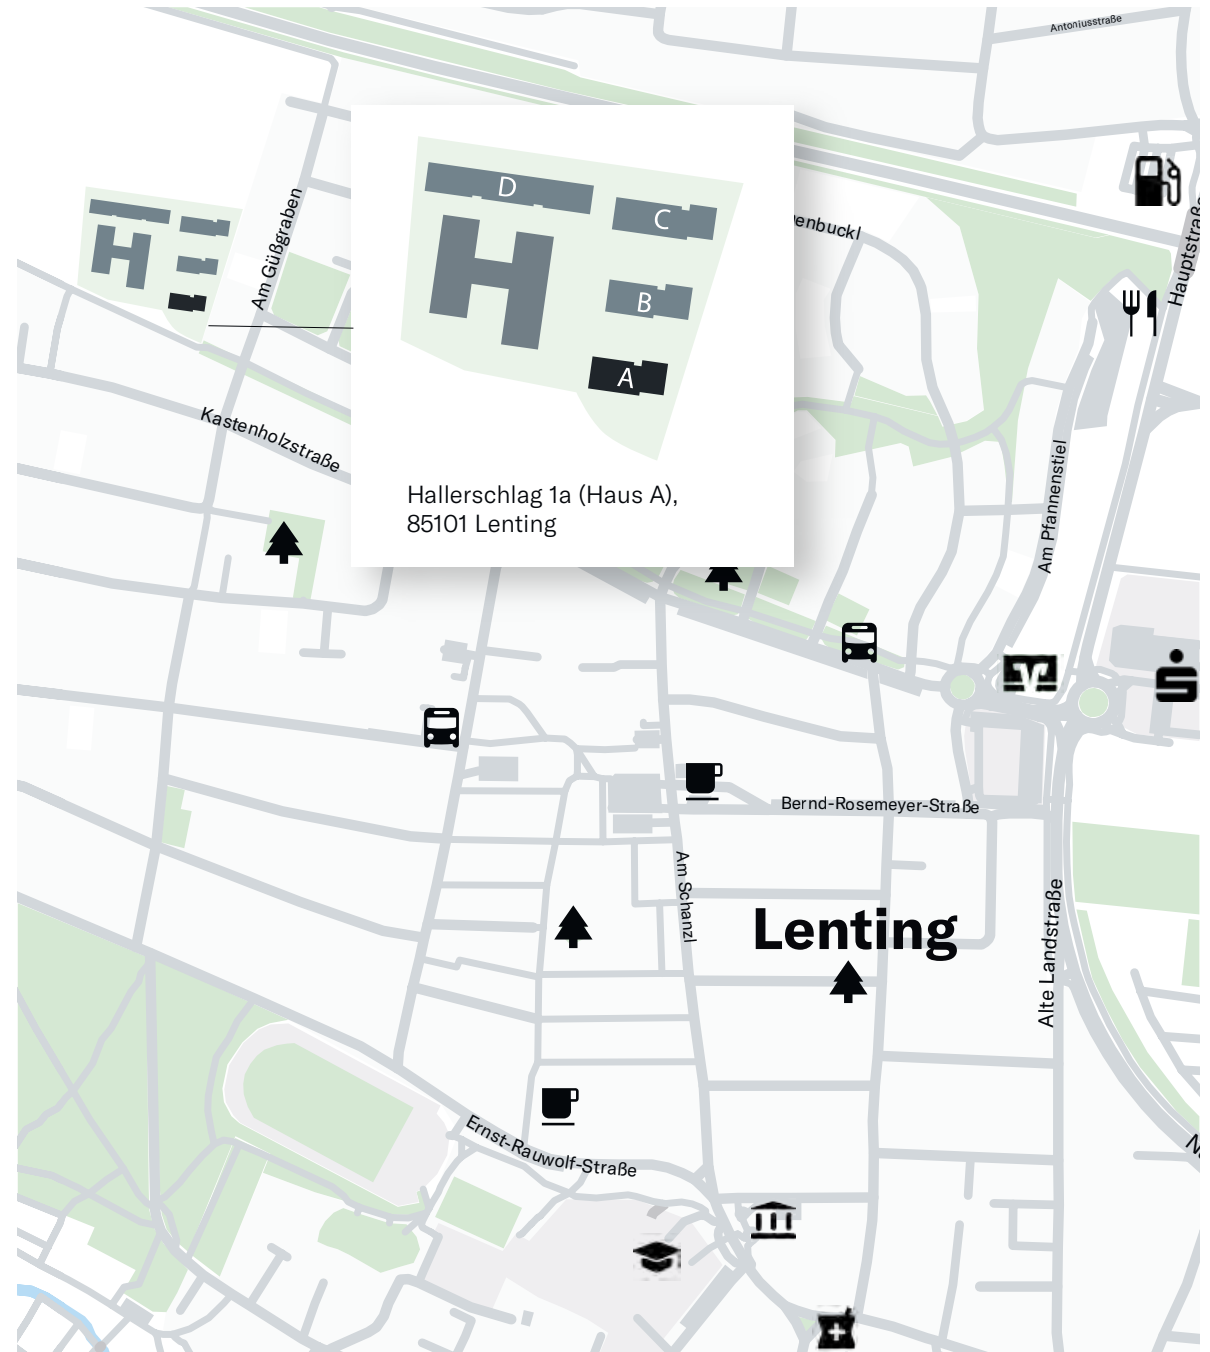 Antoniusstraße
Hauptstraße
Am Güßgraben
D
C
B
A
Hallerschlag 1a (Haus A),
85101 Lenting
Kastenholzstraße
Am Pfannenstiel
Bernd-Rosemeyer-Straße
Am Schanzl
Lenting
Alte Landstraße
Ernst-Rauwolf-Straße